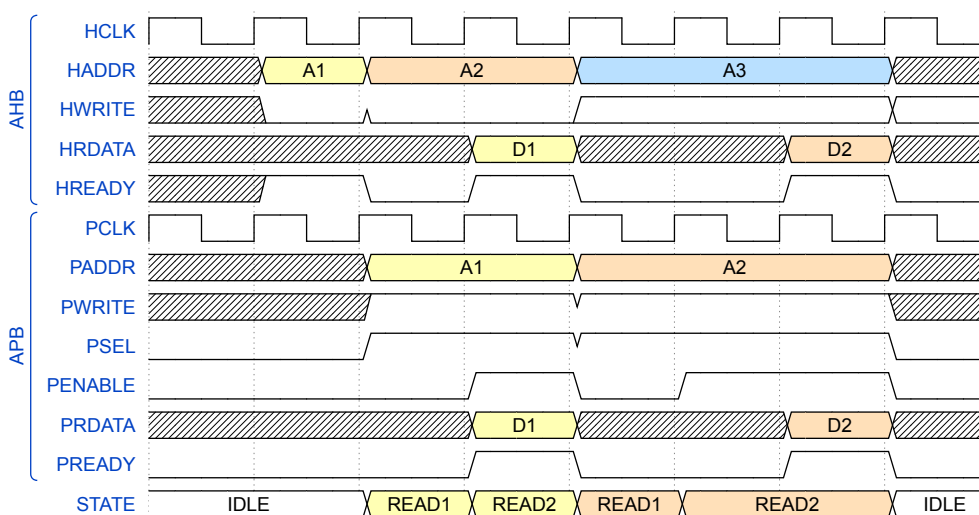 AHB
HCLK
HADDR A1 A2 A3
HWRITE
HRDATA D1 D2
HREADY
APB
PCLK
PADDR A1 A2
PWRITE
PSEL
PENABLE
PRDATA D1 D2
PREADY
STATE IDLE READ1 READ2 READ1 READ2 IDLE